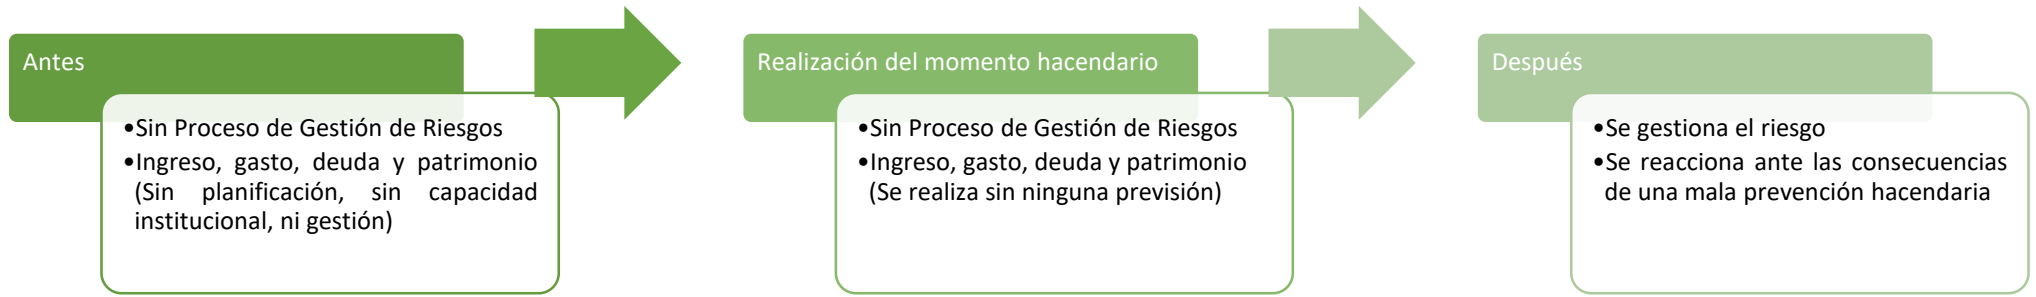 Antes
•Sin Proceso de Gestión de Riesgos
•Ingreso, gasto, deuda y patrimonio
(Sin planificación, sin capacidad
institucional, ni gestión)
Realización del momento hacendario
•Sin Proceso de Gestión de Riesgos
•Ingreso, gasto, deuda y patrimonio
(Se realiza sin ninguna previsión)
Después
•Se gestiona el riesgo
•Se reacciona ante las consecuencias
de una mala prevención hacendaria